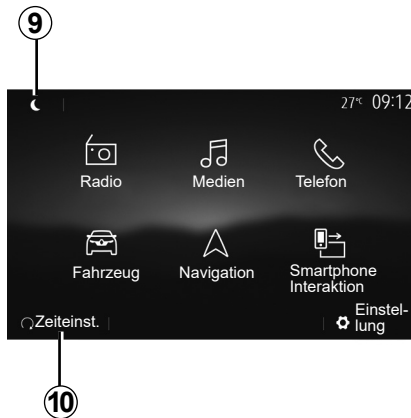 9
27°C 09:12
Radio Medien Telefon
Fahrzeug Navigation Smartphone
Interaktion
Zeiteinst. Einstel-
lung
10